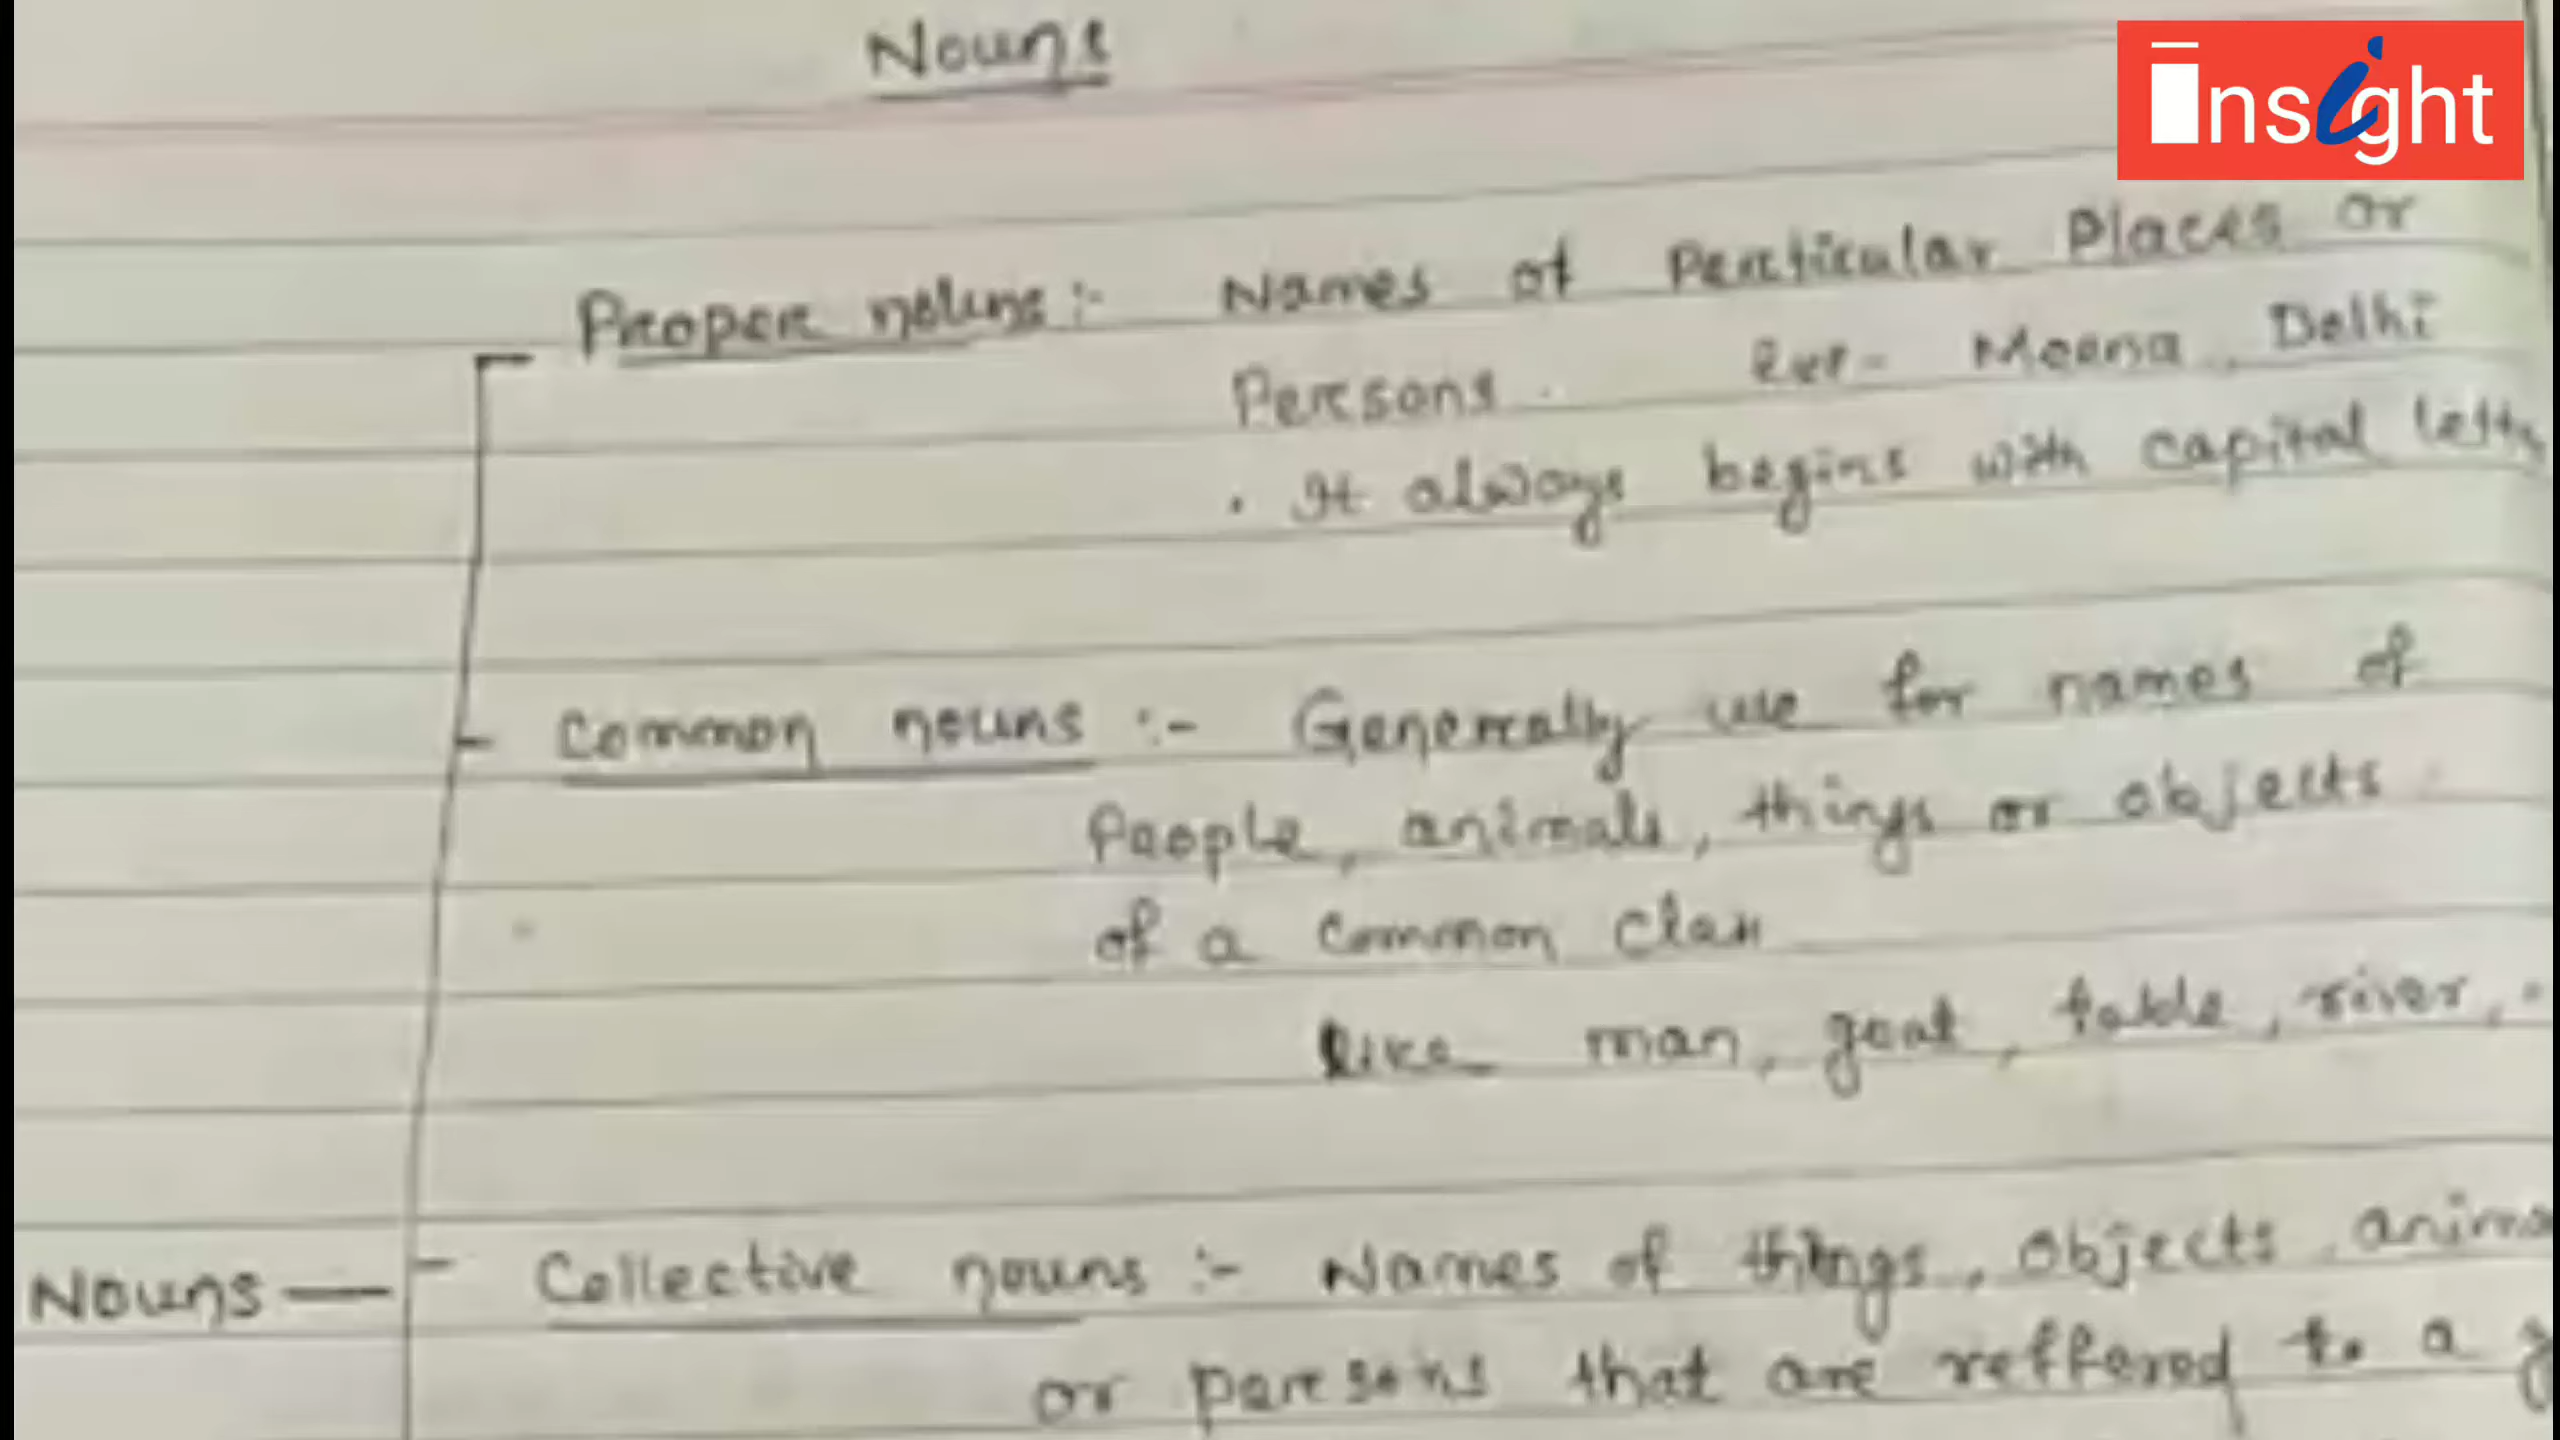 Nouns
Insight
Proper nouns :- Names of Perticular Places or
Persons . Meena, Delhi
. It always begins with capital
Common nouns :- Generally use for names of
People, animals, things or objects
of a common class
like man, goat, table, river,
Nouns — Collective nouns :- Names of things, objects,
or persons that are reffered to a